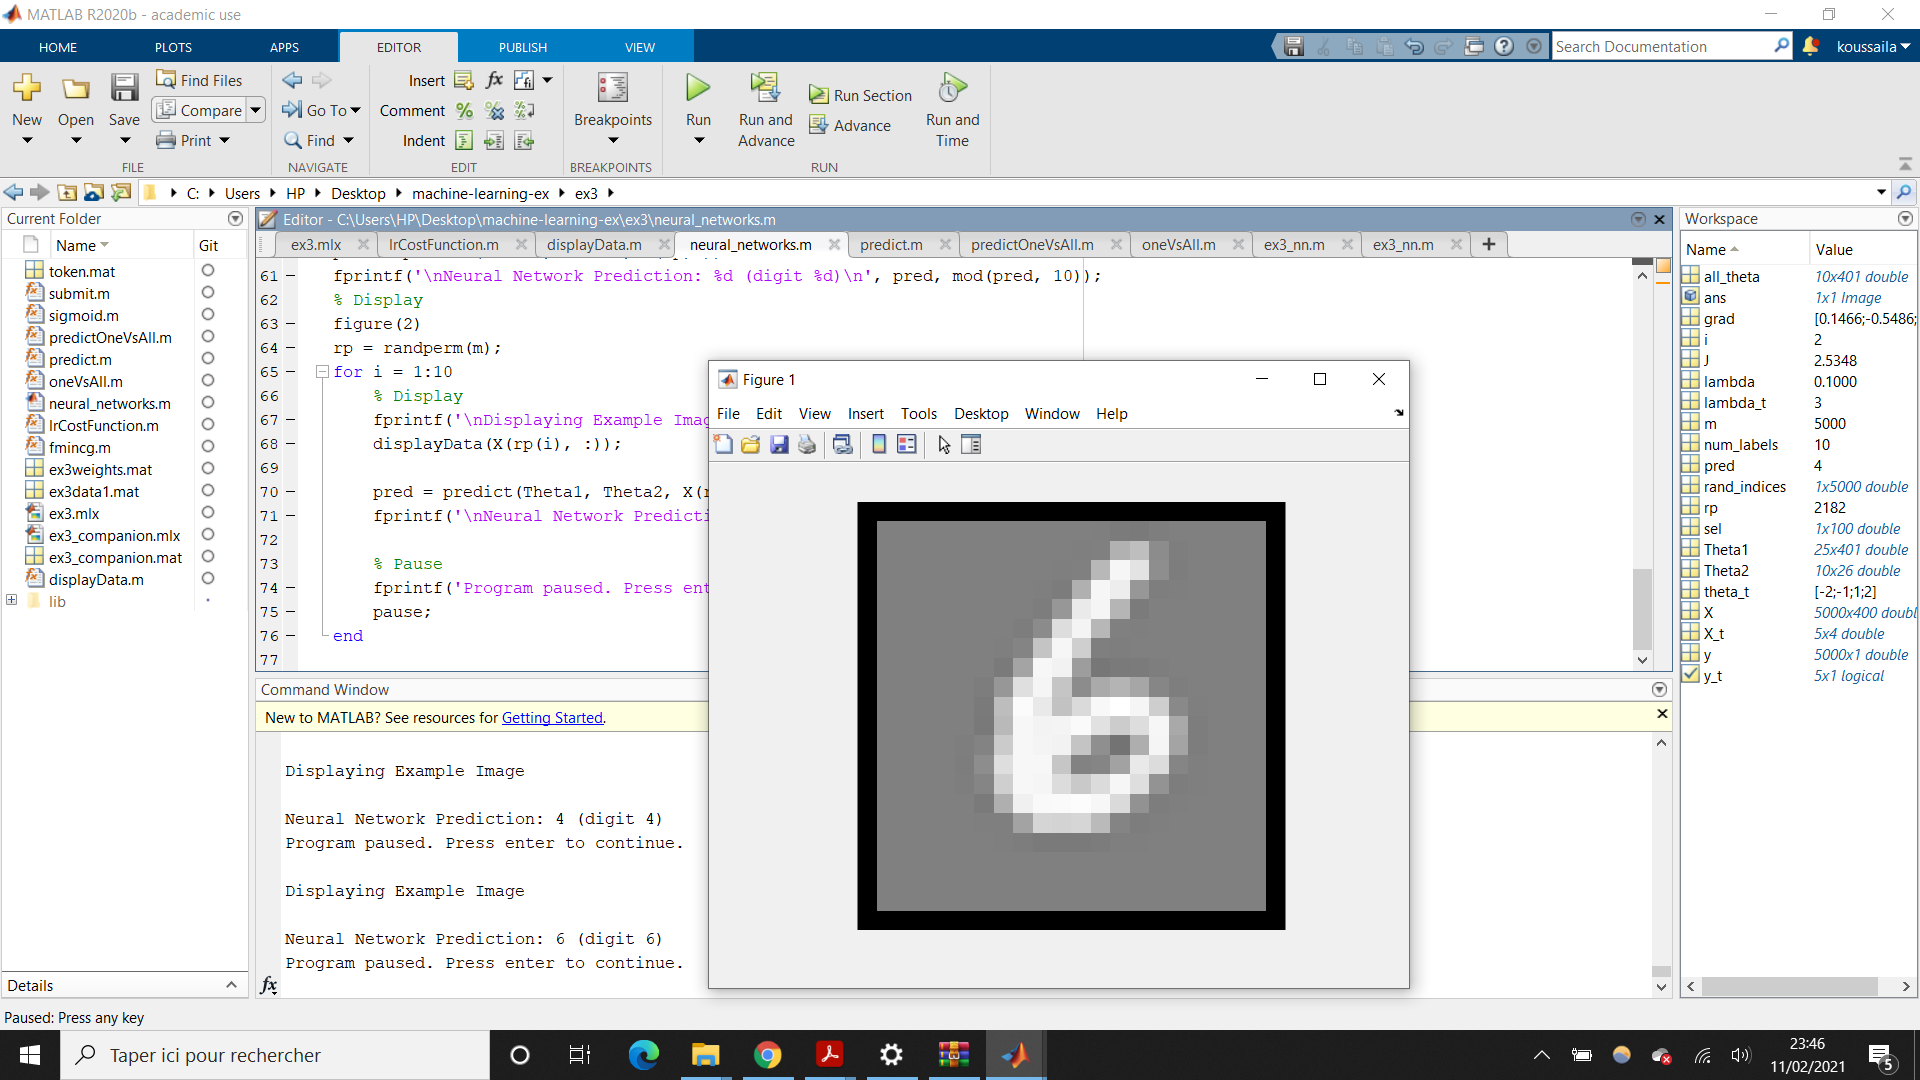 MATLAB R2020b - academic use
HOME PLOTS APPS EDITOR PUBLISH VIEW
Search Documentation
koussaila
New
Open
Save
Find Files
Compare
Print
FILE
Go To
Find
NAVIGATE
Insert
fx
Comment
Indent
EDIT
Breakpoints
BREAKPOINTS
Run
Run and Advance
Run Section
Advance
Run and Time
RUN
C: Users HP Desktop machine-learning-ex ex3
Current Folder
Name Git
token.mat
submit.m
sigmoid.m
predictOneVsAll.m
predict.m
oneVsAll.m
neural_networks.m
lrCostFunction.m
fmincg.m
ex3weights.mat
ex3data1.mat
ex3.mlx
ex3_companion.mlx
ex3_companion.mat
displayData.m
lib
Details
Editor - C:\Users\HP\Desktop\machine-learning-ex\ex3\neural_networks.m
ex3.mlx lrCostFunction.m displayData.m neural_networks.m predict.m predictOneVsAll.m oneVsAll.m ex3_nn.m ex3_nn.m
61 fprintf('\nNeural Network Prediction: %d (digit %d)\n', pred, mod(pred, 10));
62 % Display
63 figure(2)
64 rp = randperm(m);
65 for i = 1:10
66 % Display
67 fprintf('\nDisplaying Example Imag
68 displayData(X(rp(i), :));
69
70 pred = predict(Theta1, Theta2, X(r
71 fprintf('\nNeural Network Predicti
72
73 % Pause
74 fprintf('Program paused. Press ent
75 pause;
76 end
77
Command Window
New to MATLAB? See resources for Getting Started.
Displaying Example Image
Neural Network Prediction: 4 (digit 4)
Program paused. Press enter to continue.
Displaying Example Image
Neural Network Prediction: 6 (digit 6)
Program paused. Press enter to continue.
fx
Figure 1
File Edit View Insert Tools Desktop Window Help
6
Workspace
Name Value
all_theta 10x401 double
ans 1x1 Image
grad [0.1466;-0.5486;
i 2
J 2.5348
lambda 0.1000
lambda_t 3
m 5000
num_labels 10
pred 4
rand_indices 1x5000 double
rp 2182
sel 1x100 double
Theta1 25x401 double
Theta2 10x26 double
theta_t [-2;-1;1;2]
X 5000x400 doubl
X_t 5x4 double
y 5000x1 double
y_t 5x1 logical
Paused: Press any key
Taper ici pour rechercher
23:46
11/02/2021
5